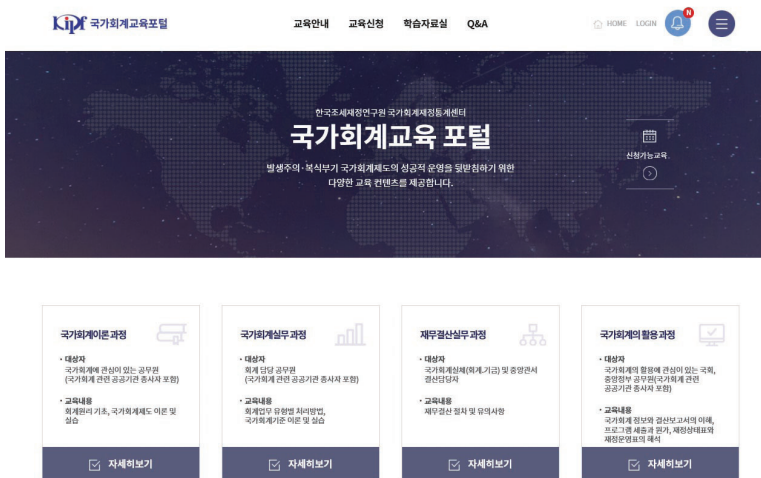 kipf 국가회계교육포털
교육안내 교육신청 학습자료실 Q&A
HOME LOGIN N
한국조세재정연구원 국가회계재정통계센터
국가회계교육 포털
발생주의·복식부기 국가회계제도의 성공적 운영을 뒷받침하기 위한
다양한 교육 컨텐츠를 제공합니다.
신청가능교육
국가회계이론 과정
· 대상자
국가회계에 관심이 있는 공무원
(국가회계 관련 공공기관 종사자 포함)
· 교육내용
회계원리 기초, 국가회계제도 이론 및
실습
자세히보기
국가회계실무 과정
· 대상자
회계 담당 공무원
(국가회계 관련 공공기관 종사자 포함)
· 교육내용
회계업무 유형별 처리방법,
국가회계기준 이론 및 실습
자세히보기
재무결산실무 과정
· 대상자
국가회계실체(회계.기금) 및 중앙관서
결산담당자
· 교육내용
재무결산 절차 및 유의사항
자세히보기
국가회계의 활용 과정
· 대상자
국가회계의 활용에 관심이 있는 국회,
중앙정부 공무원(국가회계 관련
공공기관 종사자 포함)
· 교육내용
국가회계 정보와 결산보고서의 이해,
프로그램 세출과 원가, 재정상태표와
재정운영표의 해석
자세히보기